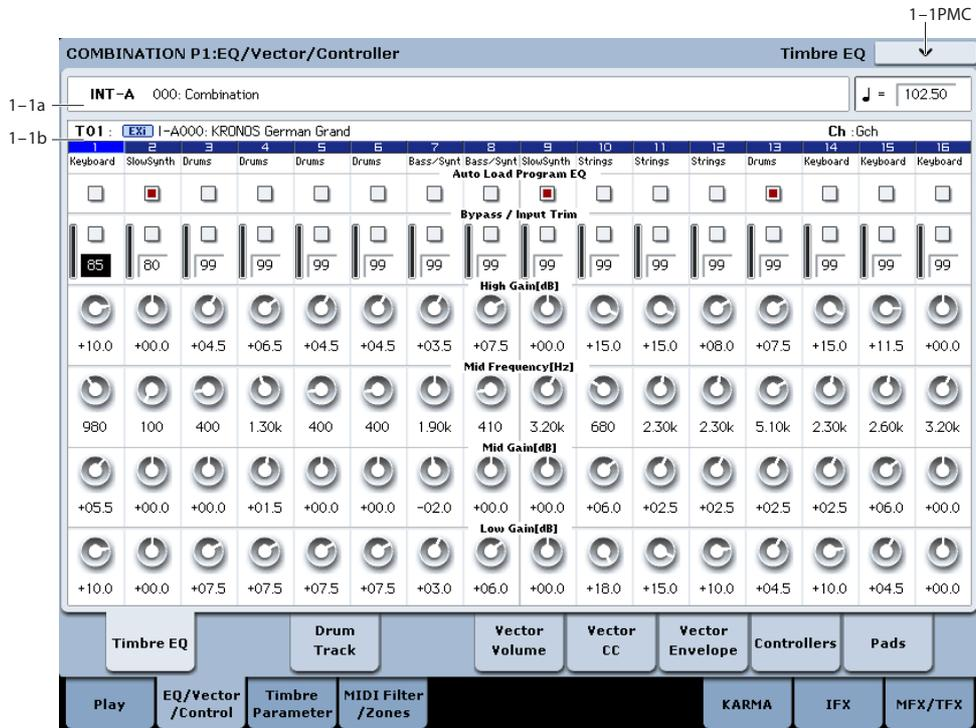 1–1PMC
COMBINATION P1:EQ/Vector/Controller
Timbre EQ
1–1a
INT-A 000: Combination
♩ = 102.50
1–1b
T01 : EXi I-A000: KRONOS German Grand
Ch :Gch
1 2 3 4 5 6 7 8 9 10 11 12 13 14 15 16
Keyboard SlowSynth Drums Drums Drums Drums Bass/Synt Bass/Synt SlowSynth Strings Strings Strings Drums Keyboard Keyboard Keyboard
Auto Load Program EQ
Bypass / Input Trim
85 80 99 99 99 99 99 99 99 99 99 99 99 99 99 99
High Gain[dB]
+10.0 +00.0 +04.5 +06.5 +04.5 +04.5 +03.5 +07.5 +00.0 +15.0 +15.0 +08.0 +07.5 +15.0 +11.5 +00.0
Mid Frequency[Hz]
980 100 400 1.30k 400 400 1.90k 410 3.20k 680 2.30k 2.30k 5.10k 2.30k 2.60k 3.20k
Mid Gain[dB]
+05.5 +00.0 +00.0 +01.5 +00.0 +00.0 -02.0 +00.0 +00.0 +06.0 +02.5 +02.5 +02.5 +02.5 +06.0 +00.0
Low Gain[dB]
+10.0 +00.0 +07.5 +07.5 +07.5 +07.5 +03.0 +06.0 +00.0 +18.0 +15.0 +10.0 +04.5 +10.0 +04.5 +00.0
Timbre EQ
Drum
Track
Vector
Volume
Vector
CC
Vector
Envelope
Controllers
Pads
Play
EQ/Vector
/Control
Timbre
Parameter
MIDI Filter
/Zones
KARMA
IFX
MFX/TFX